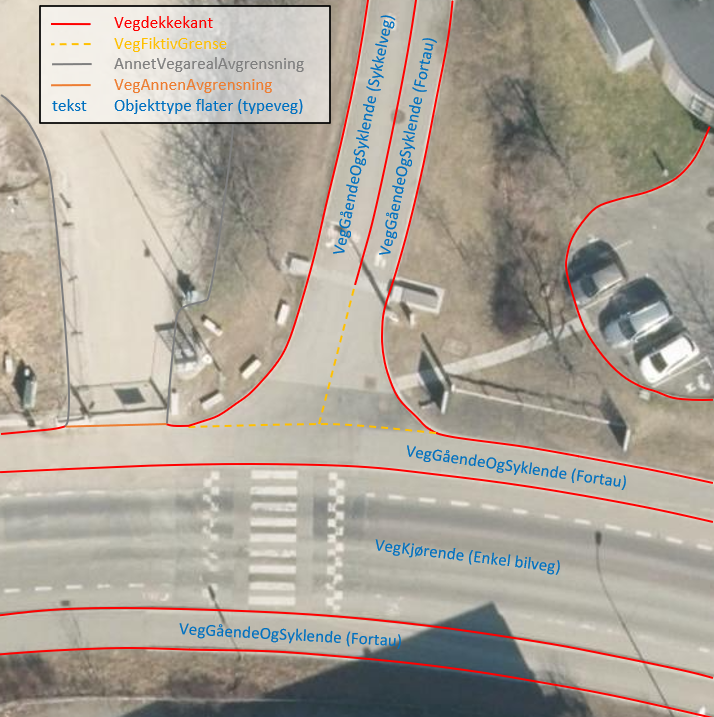 Vegdekkekant
VegFiktivGrense
AnnetVegarealAvgrensning
VegAnnenAvgrensning
tekst Objekttype flater (typeveg)
VegGåendeOgSyklende (Sykkelveg)
VegGåendeOgSyklende (Fortau)
VegGåendeOgSyklende (Fortau)
VegKjørende (Enkel bilveg)
VegGåendeOgSyklende (Fortau)